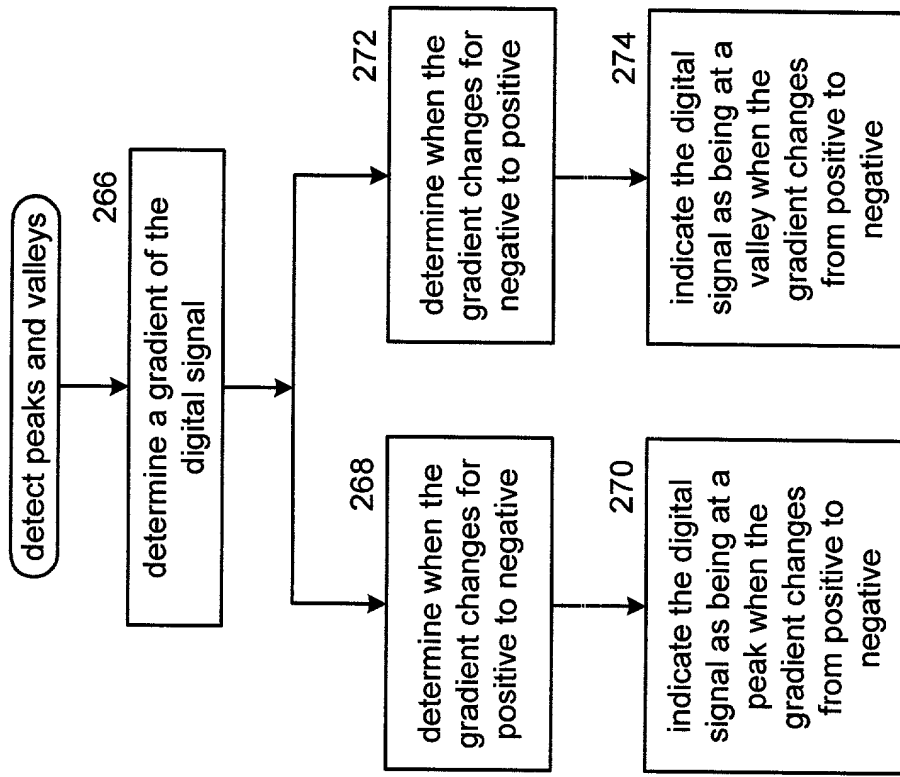 detect peaks and valleys
266
determine a gradient of the
digital signal
268
determine when the
gradient changes for
positive to negative
270
indicate the digital
signal as being at a
peak when the
gradient changes
from positive to
negative
272
determine when the
gradient changes for
negative to positive
274
indicate the digital
signal as being at a
valley when the
gradient changes
from positive to
negative